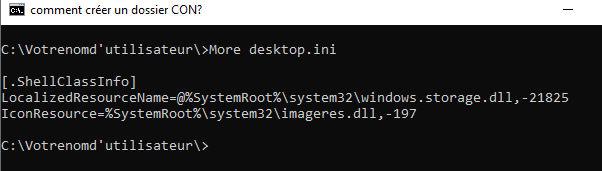 comment créer un dossier CON?
C:\Votrenomd'utilisateur\>More desktop.ini
[.ShellClassInfo]
LocalizedResourceName=@%SystemRoot%\system32\windows.storage.dll,-21825
IconResource=%SystemRoot%\system32\imageres.dll,-197
C:\Votrenomd'utilisateur\>